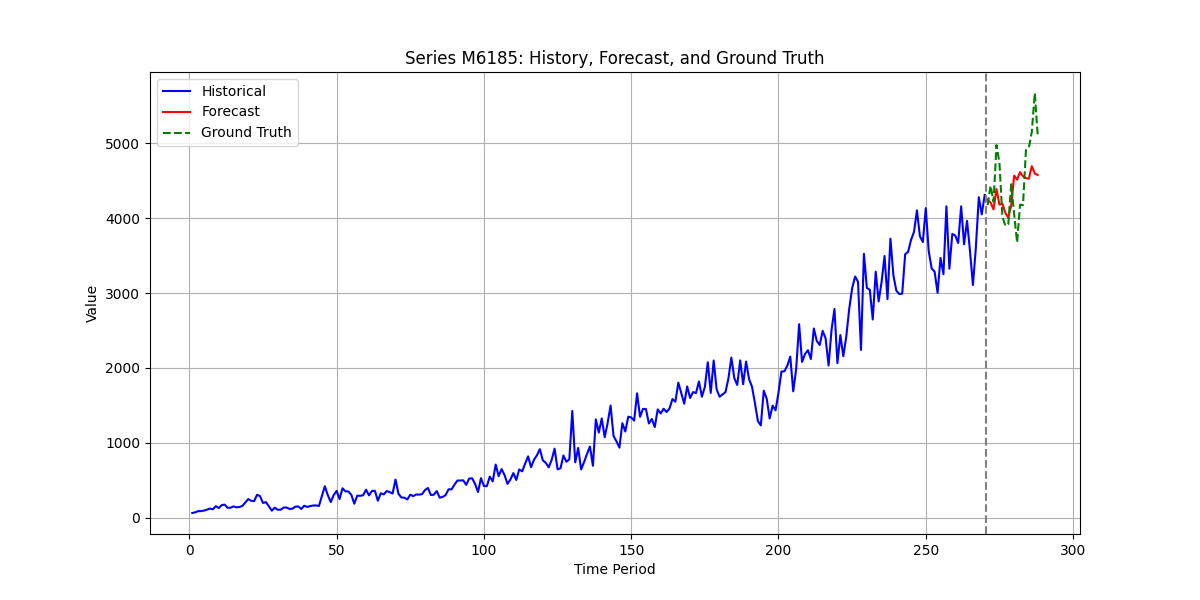 Series M6185: History, Forecast, and Ground Truth
Historical
Forecast
Ground Truth
Value
5000
4000
3000
2000
1000
0
0 50 100 150 200 250 300
Time Period